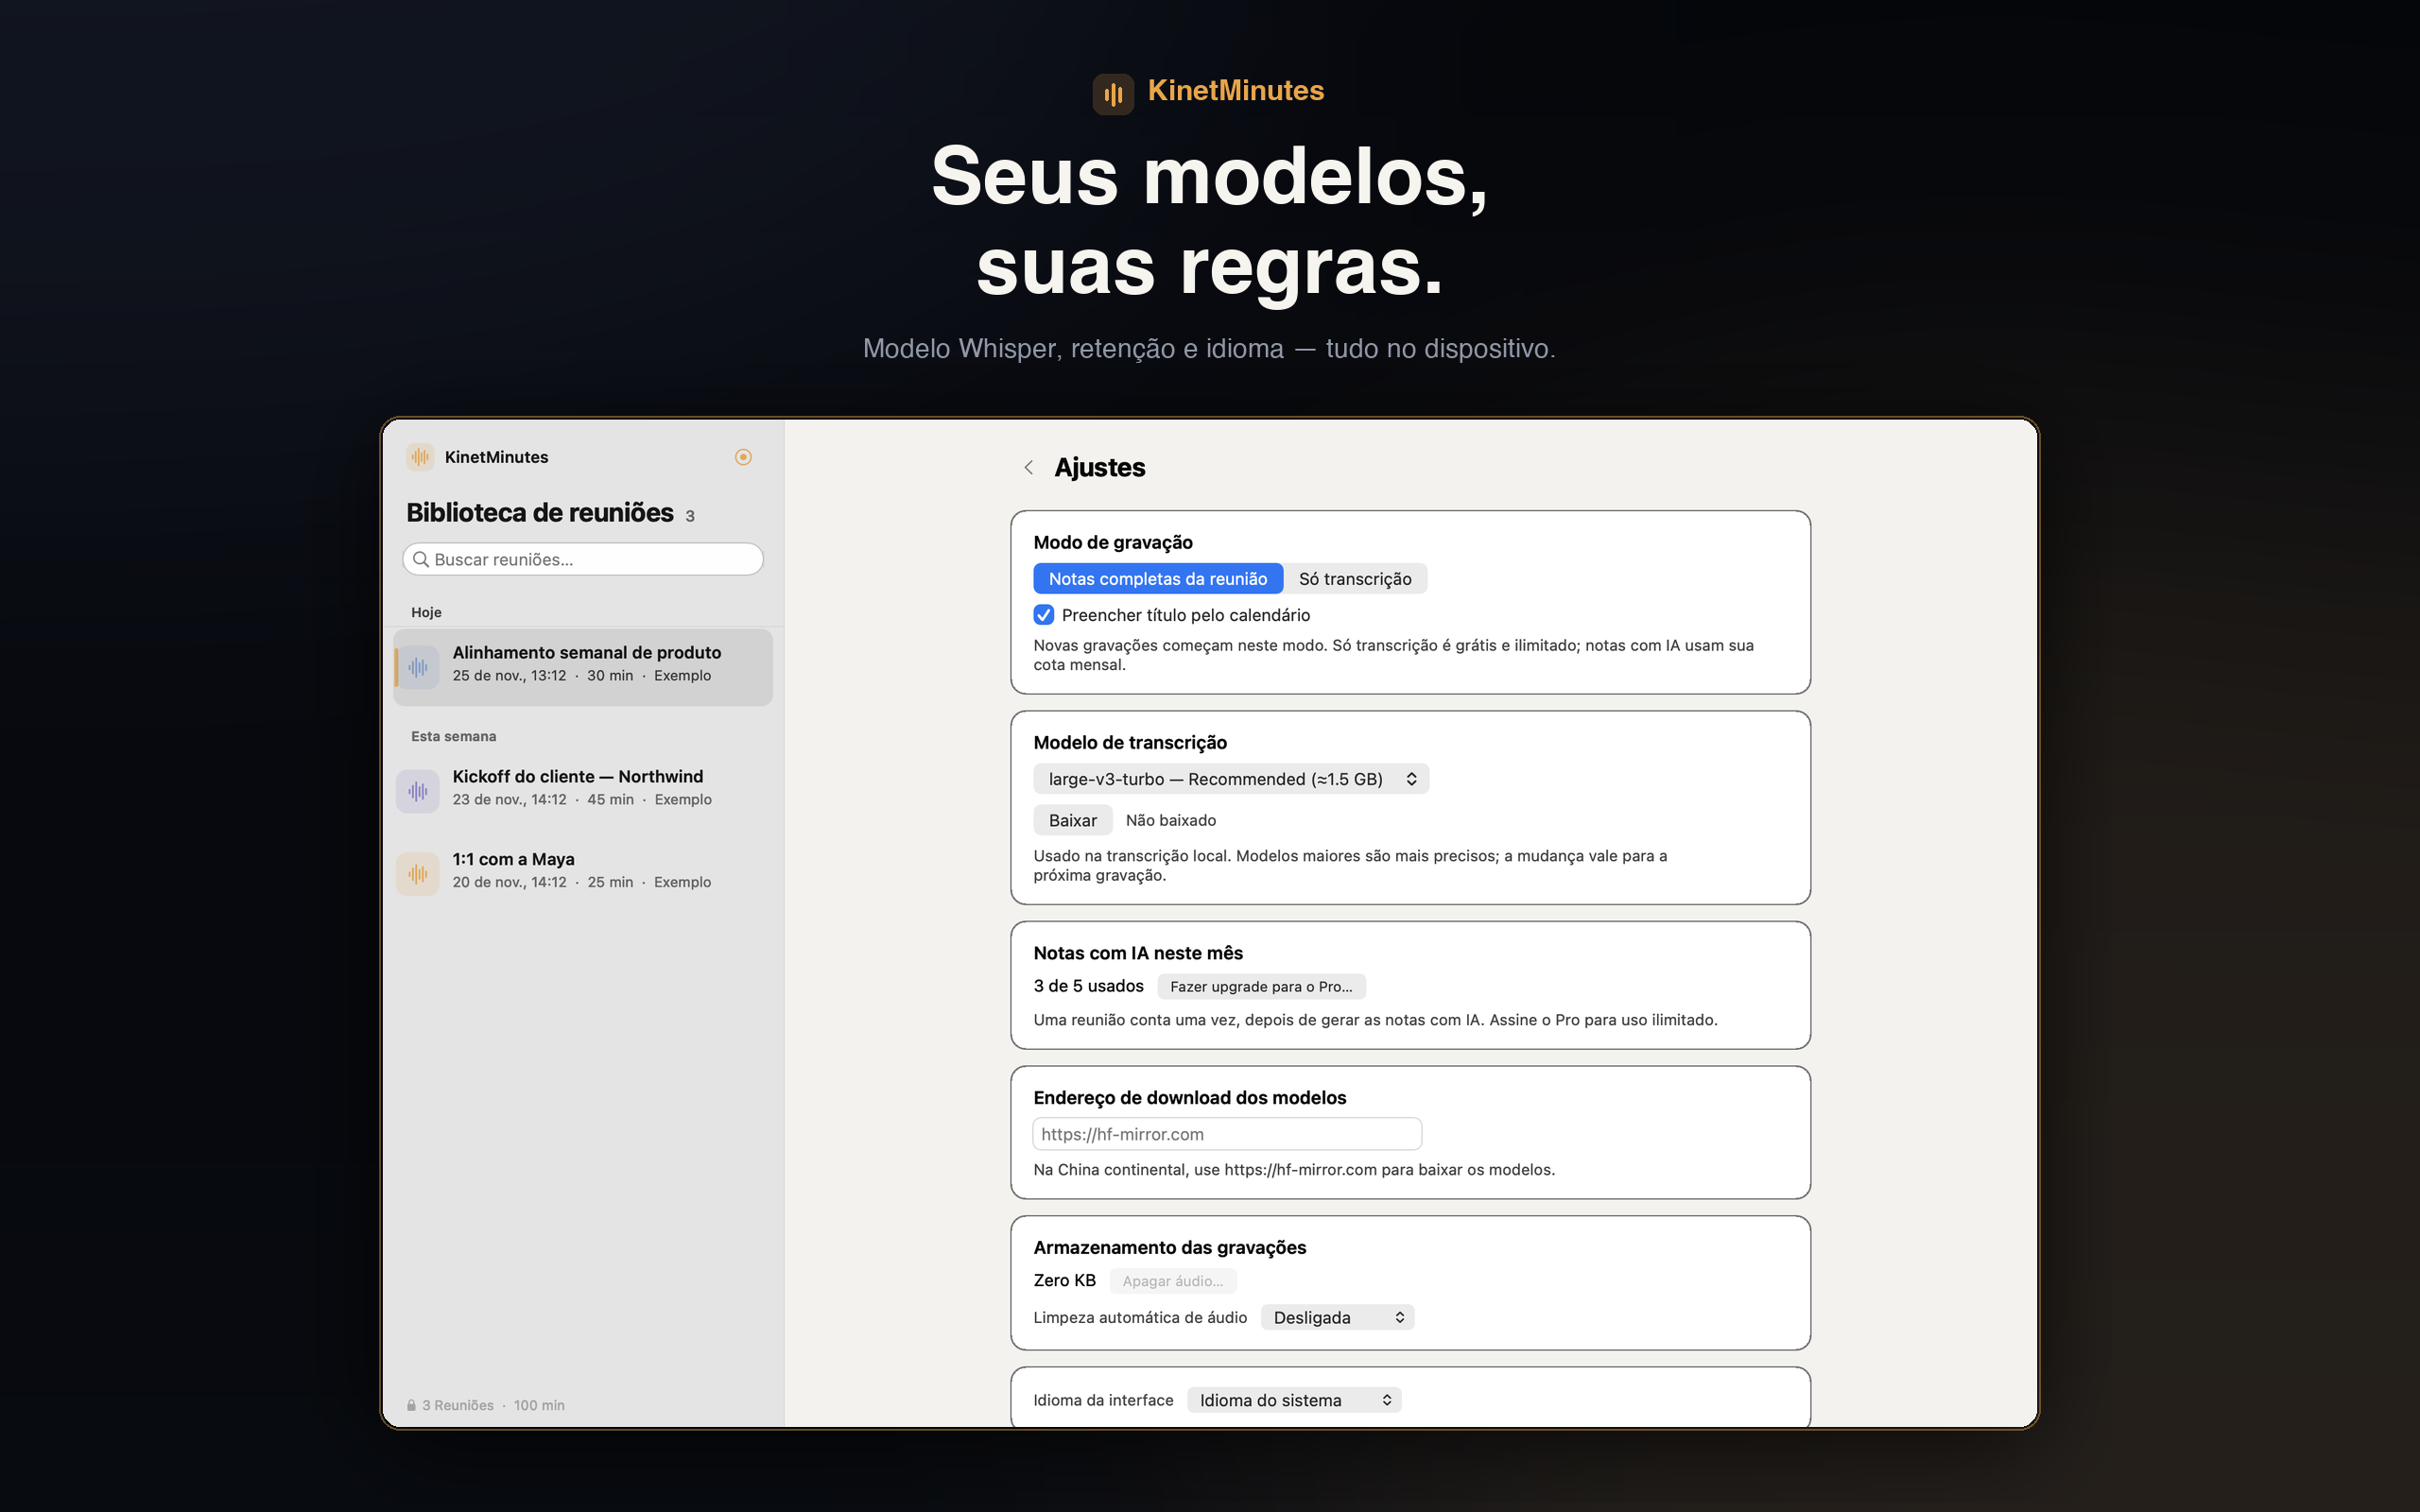 KinetMinutes
Seus modelos,
suas regras.
Modelo Whisper, retenção e idioma — tudo no dispositivo.
KinetMinutes
Biblioteca de reuniões 3
Buscar reuniões...
Hoje
Alinhamento semanal de produto
25 de nov., 13:12 · 30 min · Exemplo
Esta semana
Kickoff do cliente — Northwind
23 de nov., 14:12 · 45 min · Exemplo
1:1 com a Maya
20 de nov., 14:12 · 25 min · Exemplo
3 Reuniões · 100 min
Ajustes
Modo de gravação
Notas completas da reunião Só transcrição
Preencher título pelo calendário
Novas gravações começam neste modo. Só transcrição é grátis e ilimitado; notas com IA usam sua
cota mensal.
Modelo de transcrição
large-v3-turbo — Recommended (≈1.5 GB)
Baixar Não baixado
Usado na transcrição local. Modelos maiores são mais precisos; a mudança vale para a
próxima gravação.
Notas com IA neste mês
3 de 5 usados Fazer upgrade para o Pro...
Uma reunião conta uma vez, depois de gerar as notas com IA. Assine o Pro para uso ilimitado.
Endereço de download dos modelos
https://hf-mirror.com
Na China continental, use https://hf-mirror.com para baixar os modelos.
Armazenamento das gravações
Zero KB Apagar áudio...
Limpeza automática de áudio Desligada
Idioma da interface Idioma do sistema